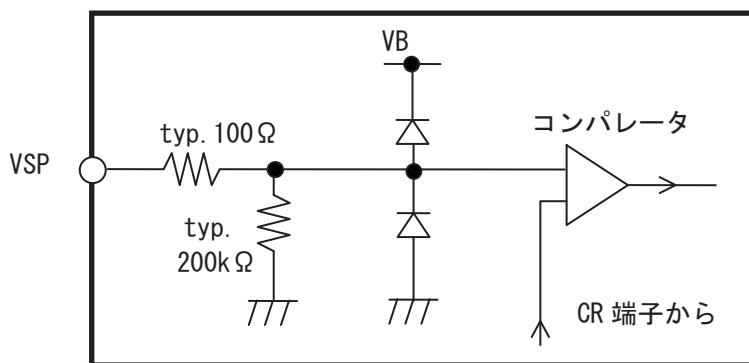 VB
コンパレータ
typ.100Ω
VSP
typ.
200kΩ
CR 端子から